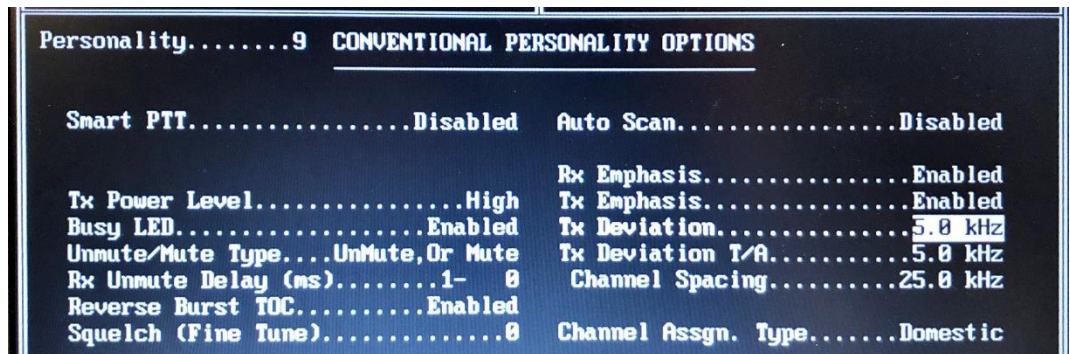 Personality........9 CONVENTIONAL PERSONALITY OPTIONS
Smart PTT..................Disabled Auto Scan.................Disabled
Rx Emphasis................Enabled
Tx Power Level................High Tx Emphasis................Enabled
Busy LED....................Enabled Tx Deviation...............5.0 kHz
Unmute/Mute Type....UnMute,Or Mute Tx Deviation T/A...........5.0 kHz
Rx Unmute Delay (ms)........1- 0 Channel Spacing..........25.0 kHz
Reverse Burst TOC...........Enabled
Squelch (Fine Tune)..............0 Channel Assgn. Type.......Domestic